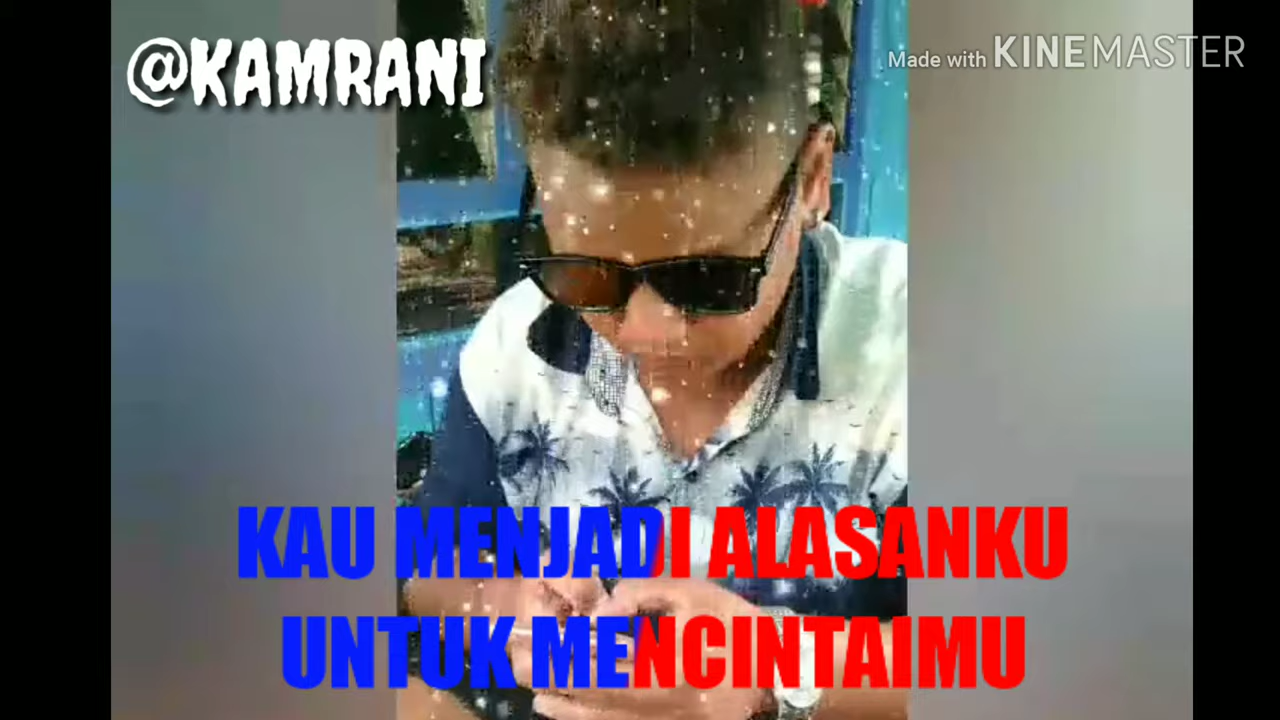 @KAMRANI
Made with KINEMASTER
KAU MENJADI ALASANKU
UNTUK MENCINTAIMU